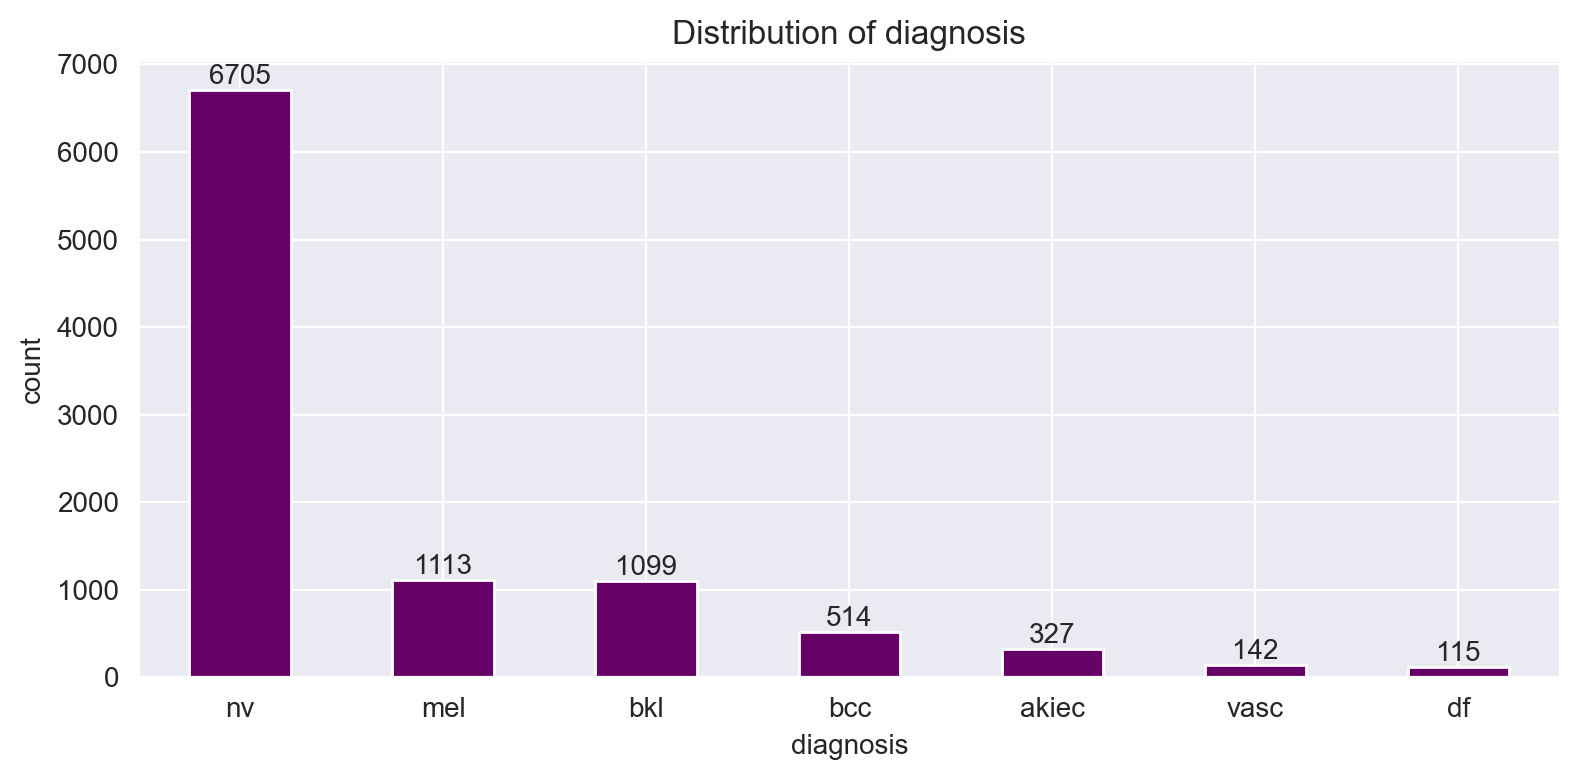 Distribution of diagnosis
7000
6000
5000
4000
3000
2000
1000
0
count
6705
1113
1099
514
327
142
115
nv
mel
bkl
bcc
akiec
vasc
df
diagnosis